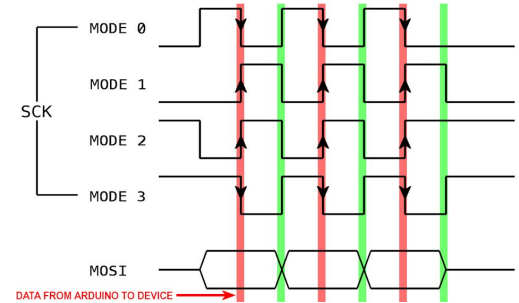 MODE 0
MODE 1
SCK
MODE 2
MODE 3
MOSI
DATA FROM ARDUINO TO DEVICE